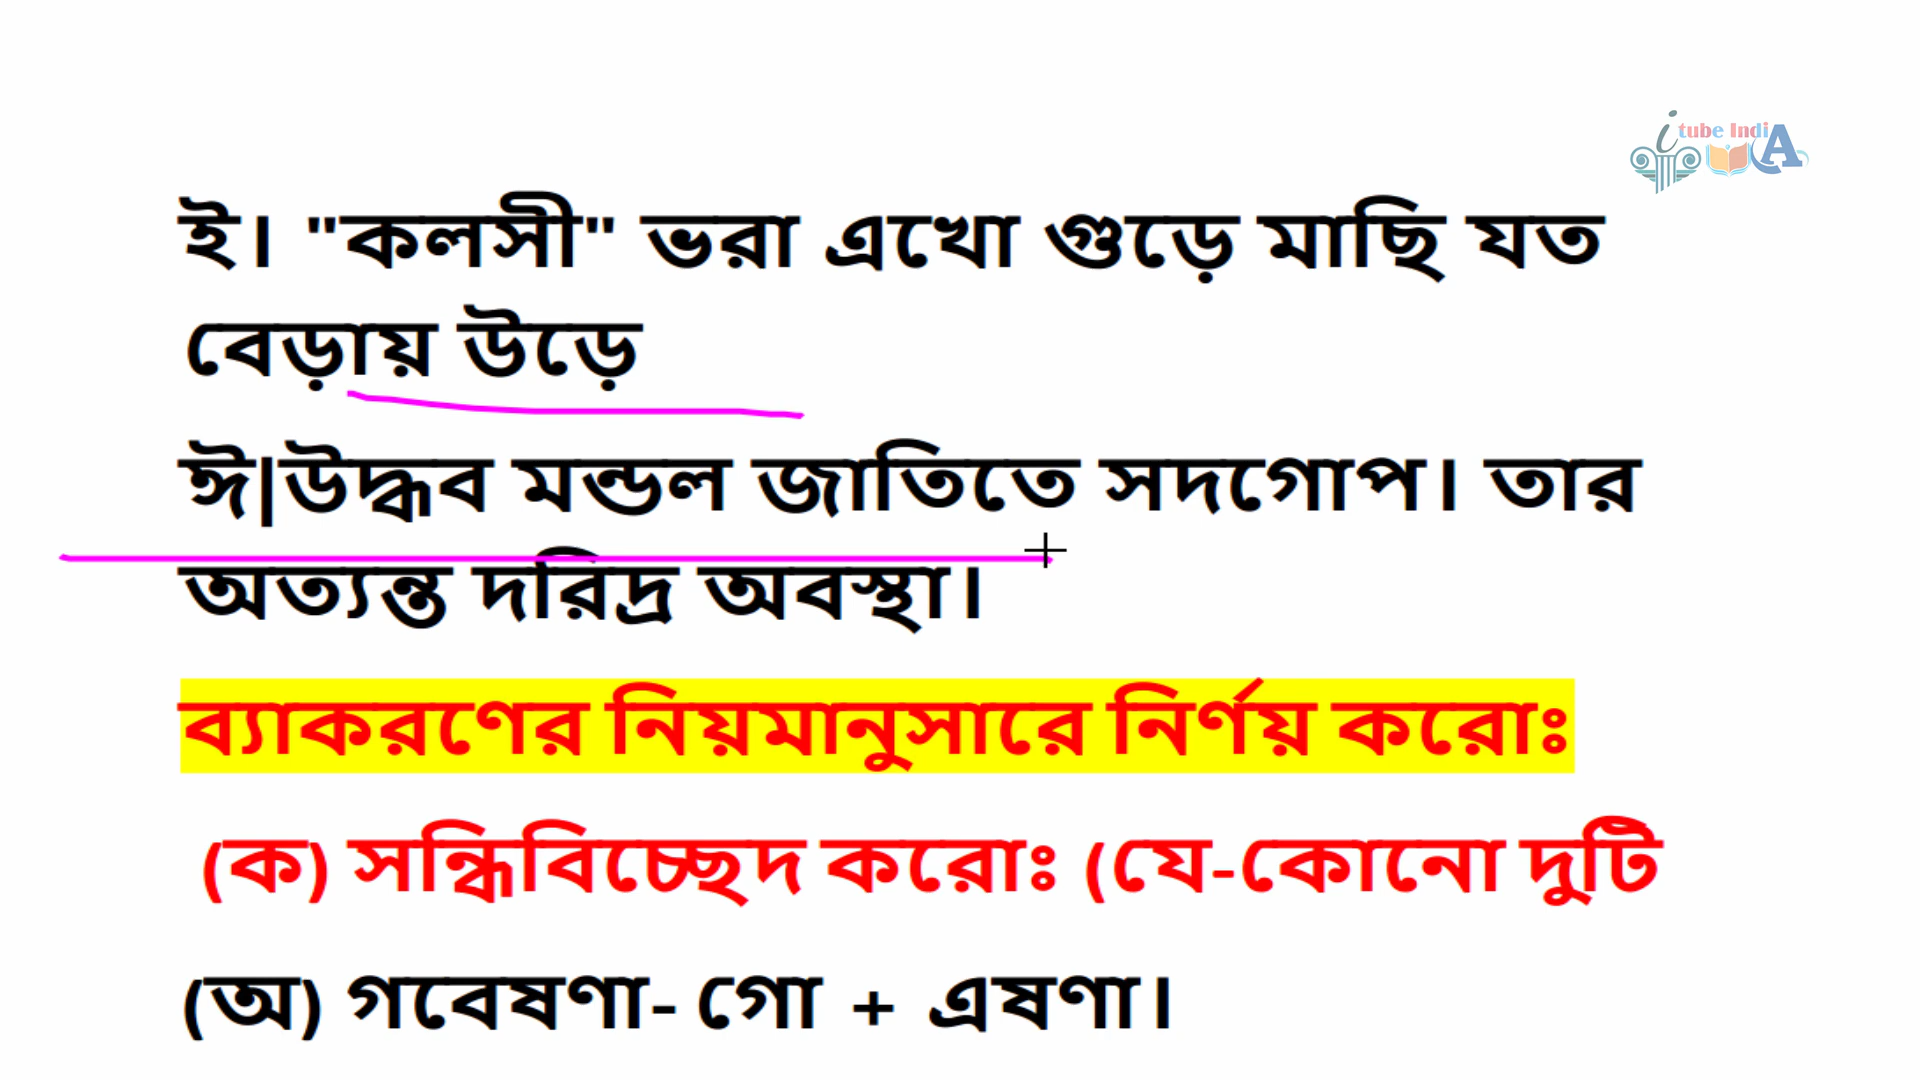 i tube IndiA
ই। "কলসী" ভরা এখো গুড়ে মাছি যত
বেড়ায় উড়ে
ঈ|উদ্ধব মন্ডল জাতিতে সদগোপ। তার
অত্যন্ত দরিদ্র অবস্থা।
ব্যাকরণের নিয়মানুসারে নির্ণয় করোঃ
(ক) সন্ধিবিচ্ছেদ করোঃ (যে-কোনো দুটি
(অ) গবেষণা- গো + এষণা।